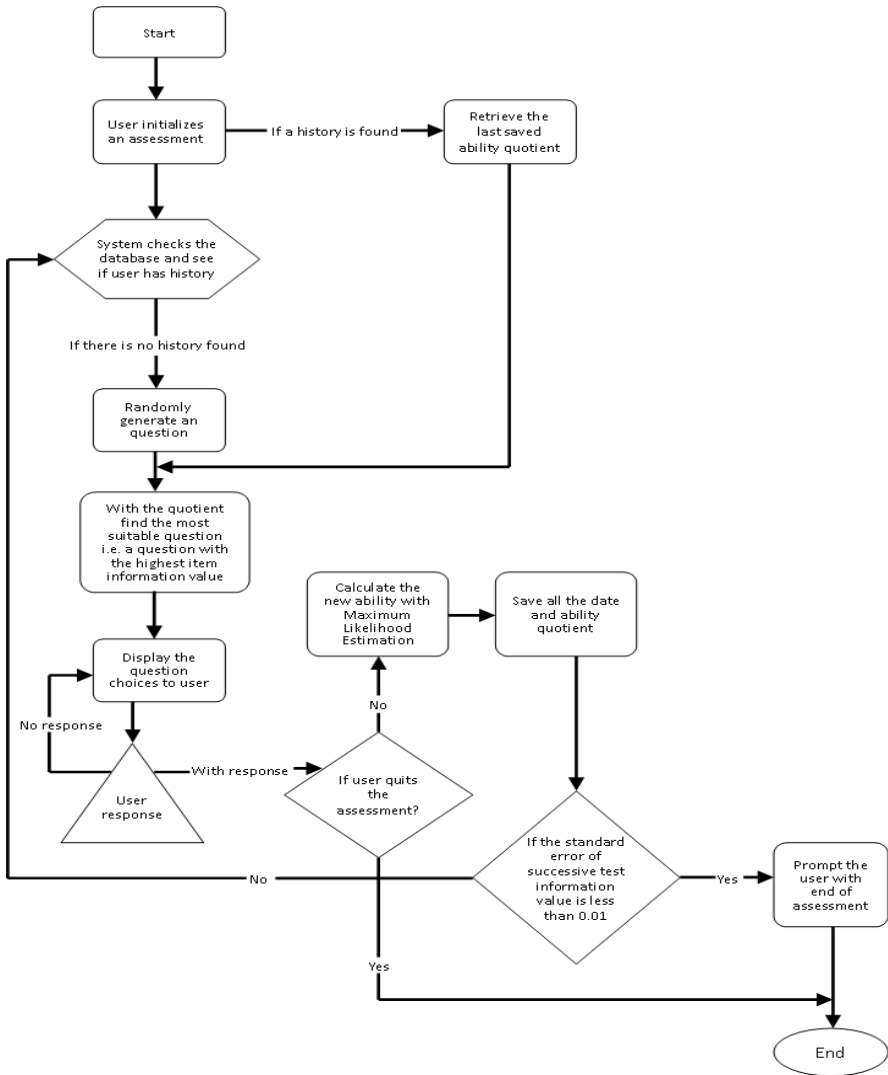 Start
User initializes
an assessment
If a history is found
Retrieve the
last saved
ability quotient
System checks the
database and see
if user has history
If there is no history found
Randomly
generate an
question
With the quotient
find the most
suitable question
i.e. a question with
the highest item
information value
Display the
question
choices to user
No response
User
response
With response
If user quits
the
assessment?
No
Calculate the
new ability with
Maximum
Likelihood
Estimation
Save all the date
and ability
quotient
If the standard
error of
successive test
information
value is less
than 0.01
No
Yes
Prompt the
user with
end of
assessment
Yes
End